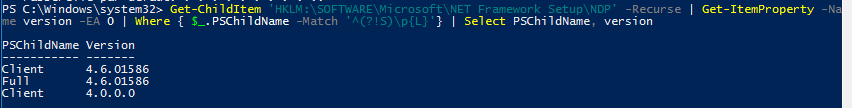 PS C:\Windows\system32> Get-ChildItem 'HKLM:\SOFTWARE\Microsoft\NET Framework Setup\NDP' -Recurse | Get-ItemProperty -Na
me version -EA 0 | Where { $_.PSChildName -Match '^(?!S)\p{L}'} | Select PSChildName, version
PSChildName Version
----------- -------
Client 4.6.01586
Full 4.6.01586
Client 4.0.0.0